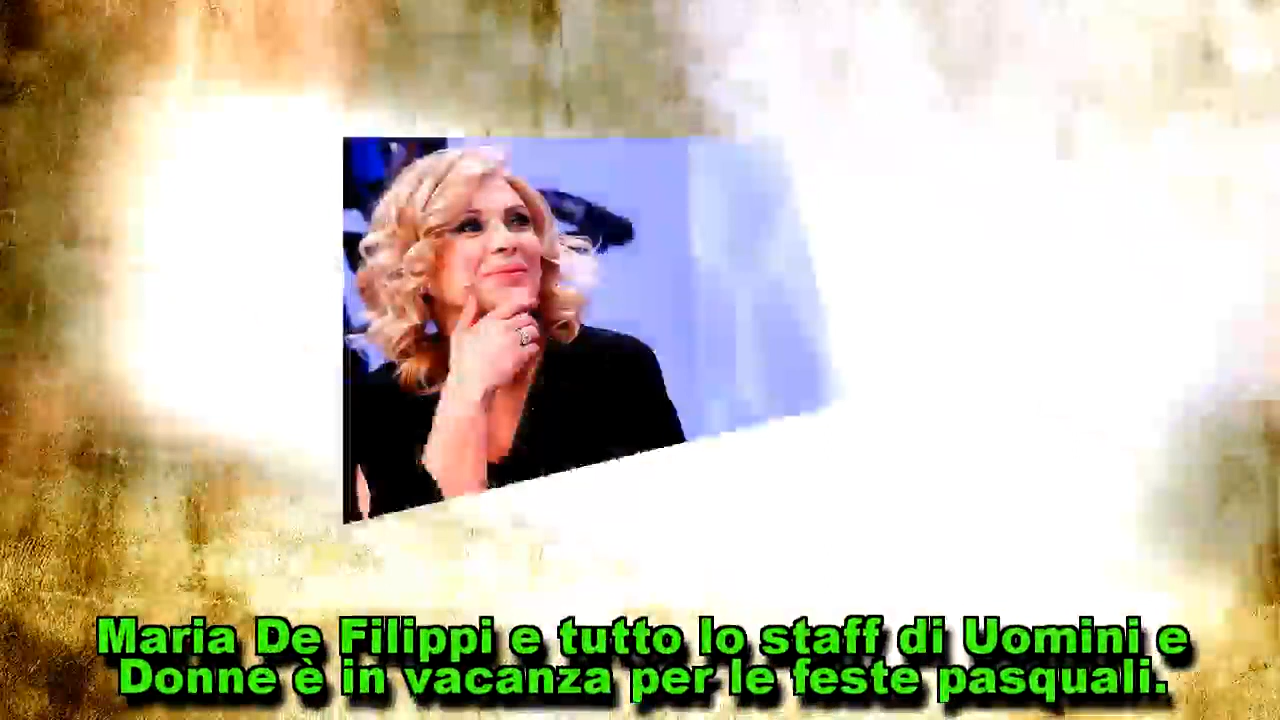 Maria De Filippi e tutto lo staff di Uomini e
Donne è in vacanza per le feste pasquali.